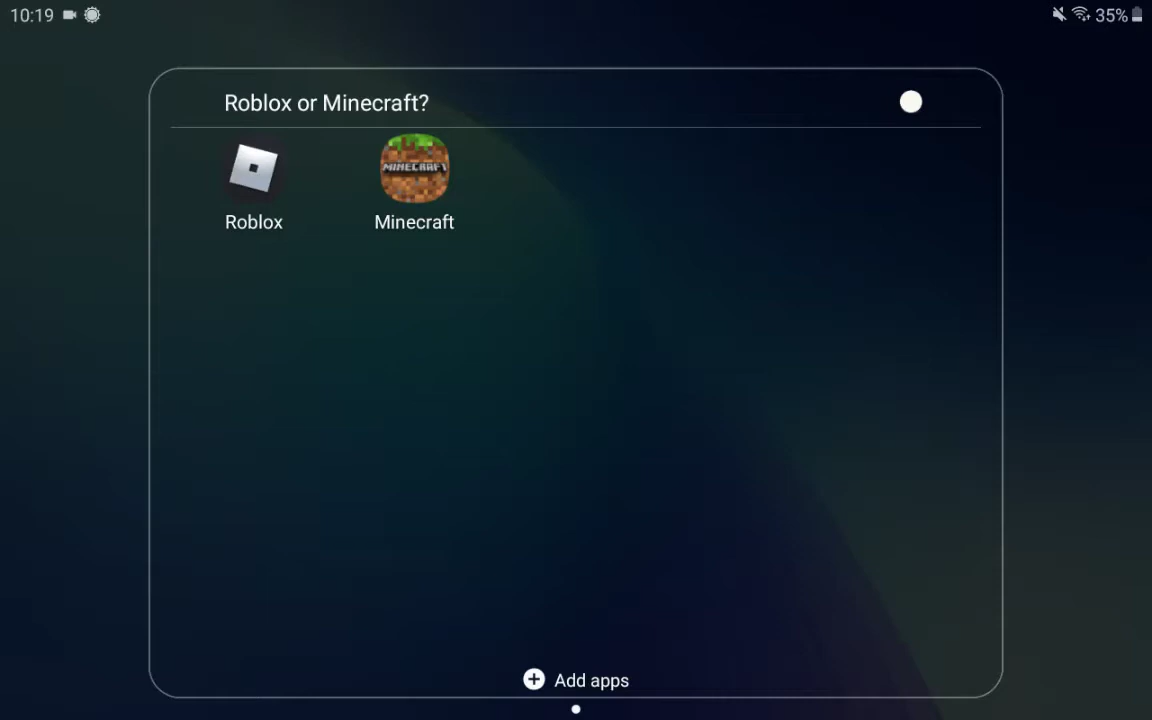 10:19
35%
Roblox or Minecraft?
MINECRAFT
Roblox
Minecraft
Add apps